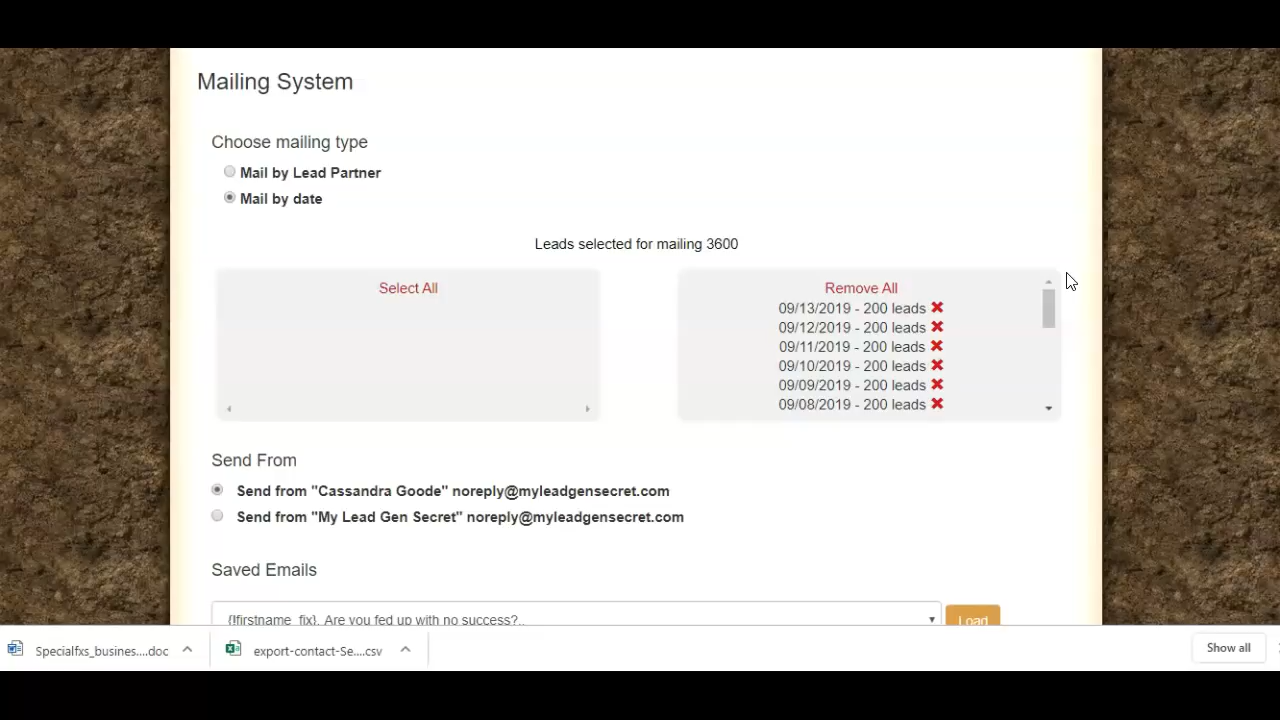 Mailing System
Choose mailing type
Mail by Lead Partner
Mail by date
Leads selected for mailing 3600
Select All
Remove All
09/13/2019 - 200 leads ✖
09/12/2019 - 200 leads ✖
09/11/2019 - 200 leads ✖
09/10/2019 - 200 leads ✖
09/09/2019 - 200 leads ✖
09/08/2019 - 200 leads ✖
Send From
Send from "Cassandra Goode" noreply@myleadgensecret.com
Send from "My Lead Gen Secret" noreply@myleadgensecret.com
Saved Emails
{!firstname_fix}, Are you fed up with no success?..
Load
Specialfxs_busines....doc
export-contact-Se....csv
Show all